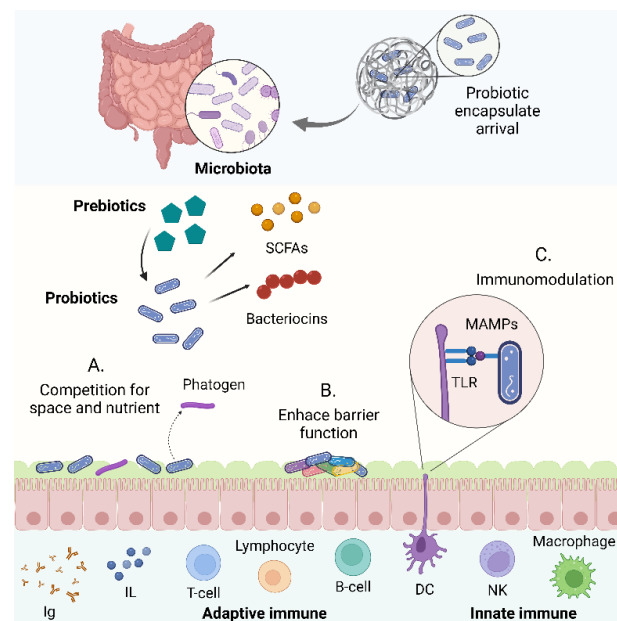 Probiotic
encapsulate
arrival
Microbiota
Prebiotics
SCFAs
Probiotics
Bacteriocins
C.
Immunomodulation
MAMPs
TLR
A.
Competition for
space and nutrient
Phatogen
B.
Enhace barrier
function
Ig
IL
T-cell
Lymphocyte
B-cell
DC
NK
Macrophage
Adaptive immune
Innate immune